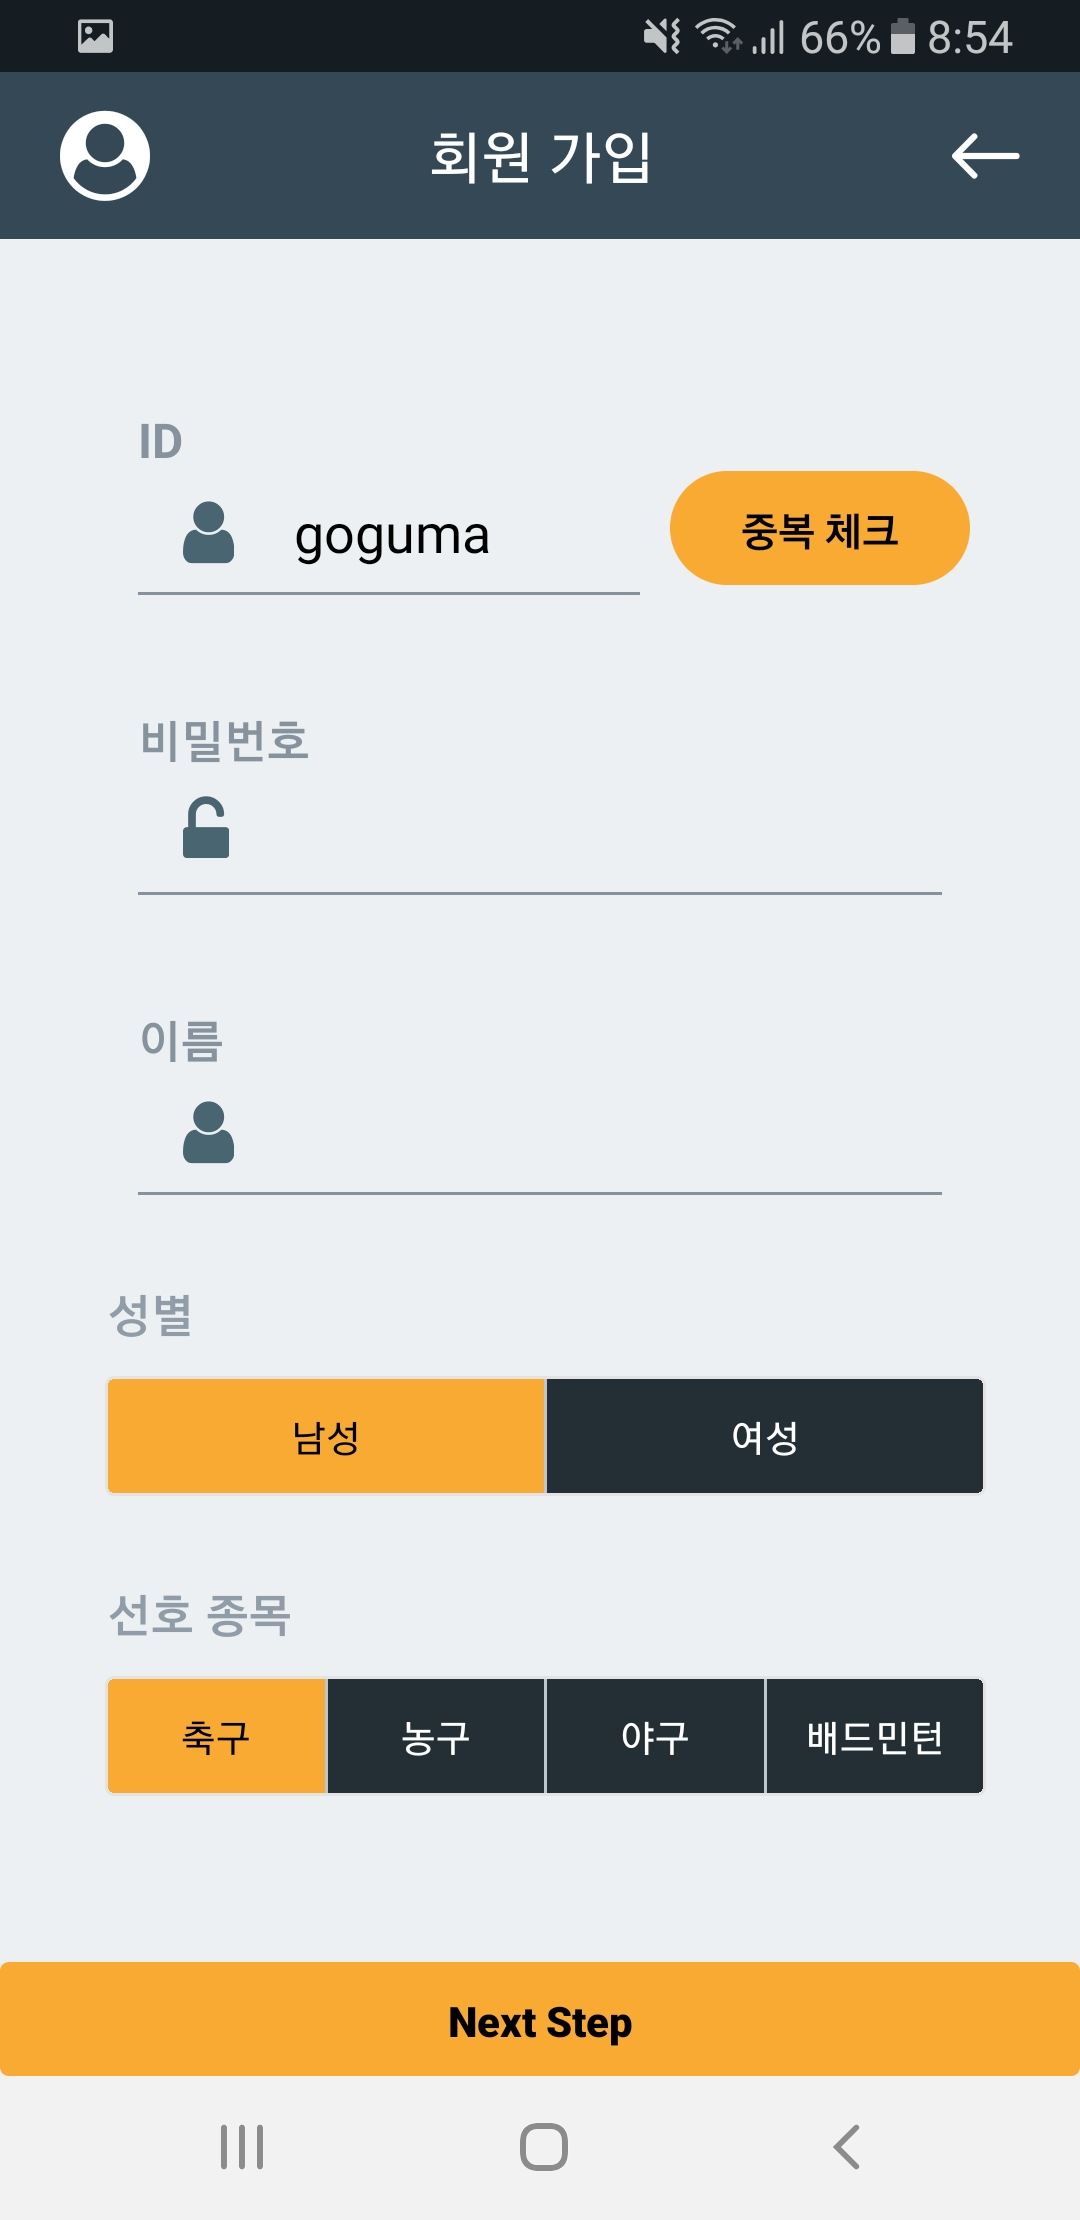 66% 8:54
회원 가입
ID
goguma
중복 체크
비밀번호
이름
성별
남성 여성
선호 종목
축구 농구 야구 배드민턴
Next Step